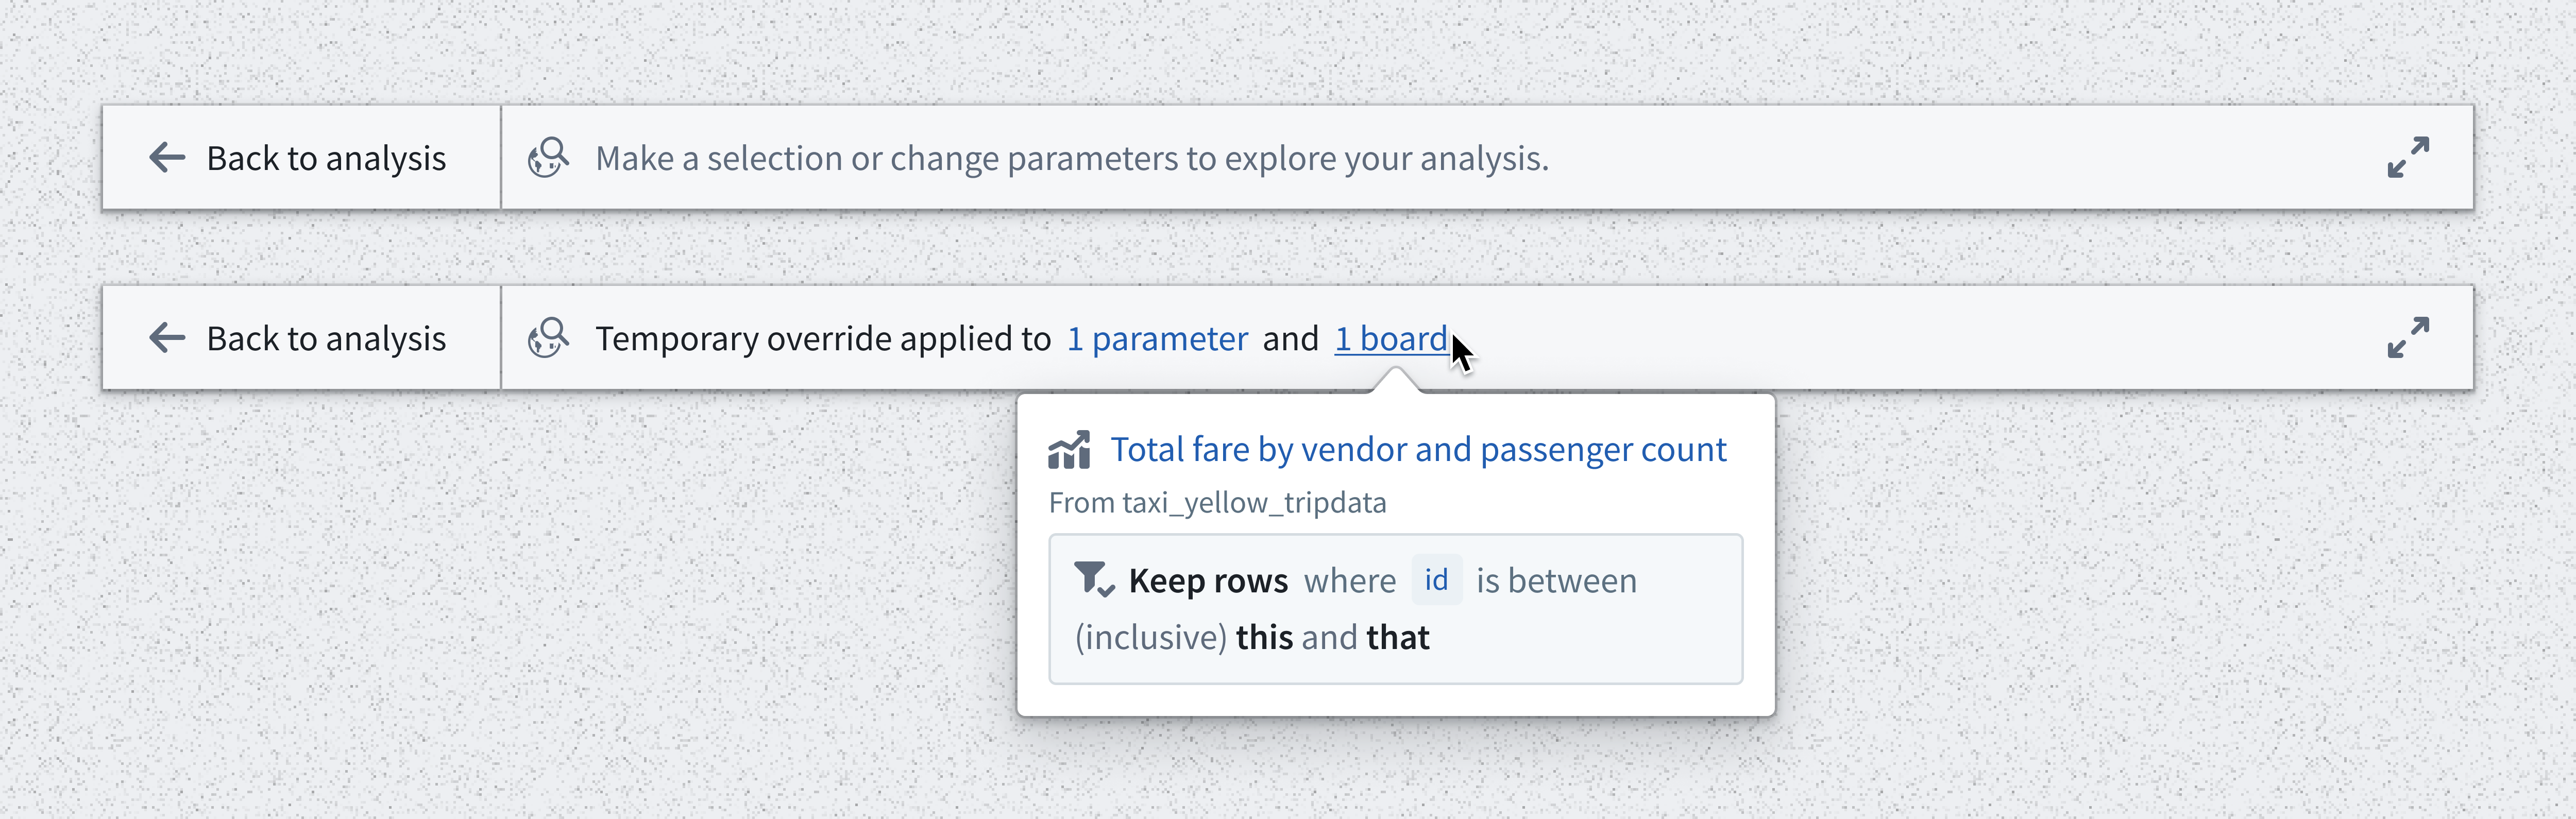 Back to analysis
Make a selection or change parameters to explore your analysis.
Back to analysis
Temporary override applied to 1 parameter and 1 board
Total fare by vendor and passenger count
From taxi_yellow_tripdata
Keep rows where id is between
(inclusive) this and that